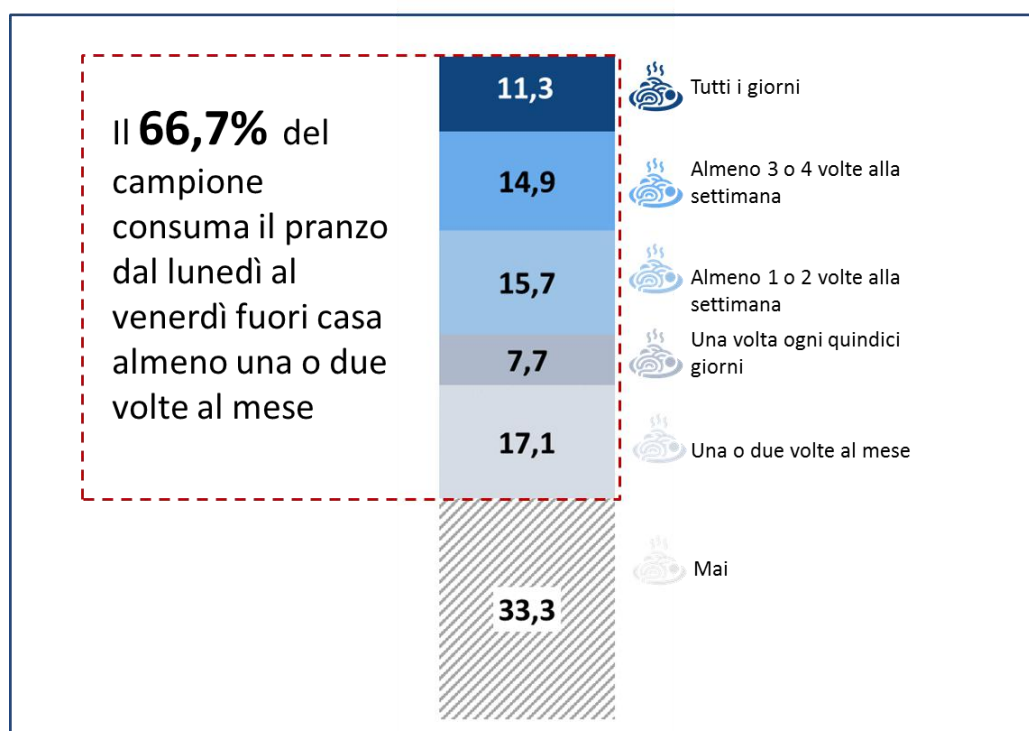 Il 66,7% del
campione
consuma il pranzo
dal lunedì al
venerdì fuori casa
almeno una o due
volte al mese
11,3
Tutti i giorni
14,9
Almeno 3 o 4 volte alla
settimana
15,7
Almeno 1 o 2 volte alla
settimana
7,7
Una volta ogni quindici
giorni
17,1
Una o due volte al mese
33,3
Mai